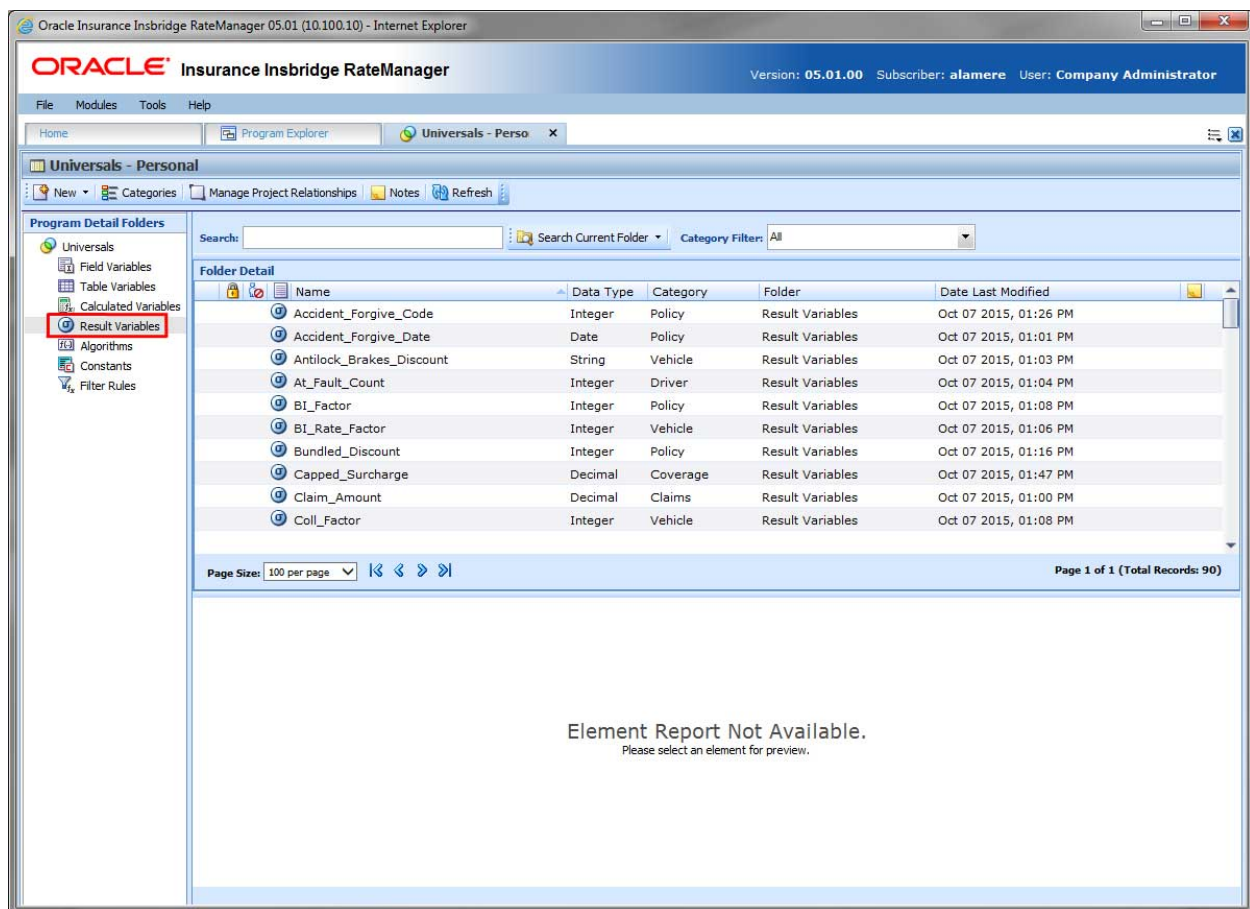 Oracle Insurance Insbridge RateManager 05.01 (10.100.10) - Internet Explorer
ORACLE Insurance Insbridge RateManager
Version: 05.01.00 Subscriber: alamere User: Company Administrator
File Modules Tools Help
Home Program Explorer Universals - Perso
Universals - Personal
New Categories Manage Project Relationships Notes Refresh
Program Detail Folders
Universals
Field Variables
Table Variables
Calculated Variables
Result Variables
Algorithms
Constants
Filter Rules
Search: Search Current Folder Category Filter: All
Folder Detail
Name Data Type Category Folder Date Last Modified
Accident_Forgive_Code Integer Policy Result Variables Oct 07 2015, 01:26 PM
Accident_Forgive_Date Date Policy Result Variables Oct 07 2015, 01:01 PM
Antilock_Brakes_Discount String Vehicle Result Variables Oct 07 2015, 01:03 PM
At_Fault_Count Integer Driver Result Variables Oct 07 2015, 01:04 PM
BI_Factor Integer Policy Result Variables Oct 07 2015, 01:08 PM
BI_Rate_Factor Integer Vehicle Result Variables Oct 07 2015, 01:06 PM
Bundled_Discount Integer Policy Result Variables Oct 07 2015, 01:16 PM
Capped_Surcharge Decimal Coverage Result Variables Oct 07 2015, 01:47 PM
Claim_Amount Decimal Claims Result Variables Oct 07 2015, 01:00 PM
Coll_Factor Integer Vehicle Result Variables Oct 07 2015, 01:08 PM
Page Size: 100 per page Page 1 of 1 (Total Records: 90)
Element Report Not Available.
Please select an element for preview.